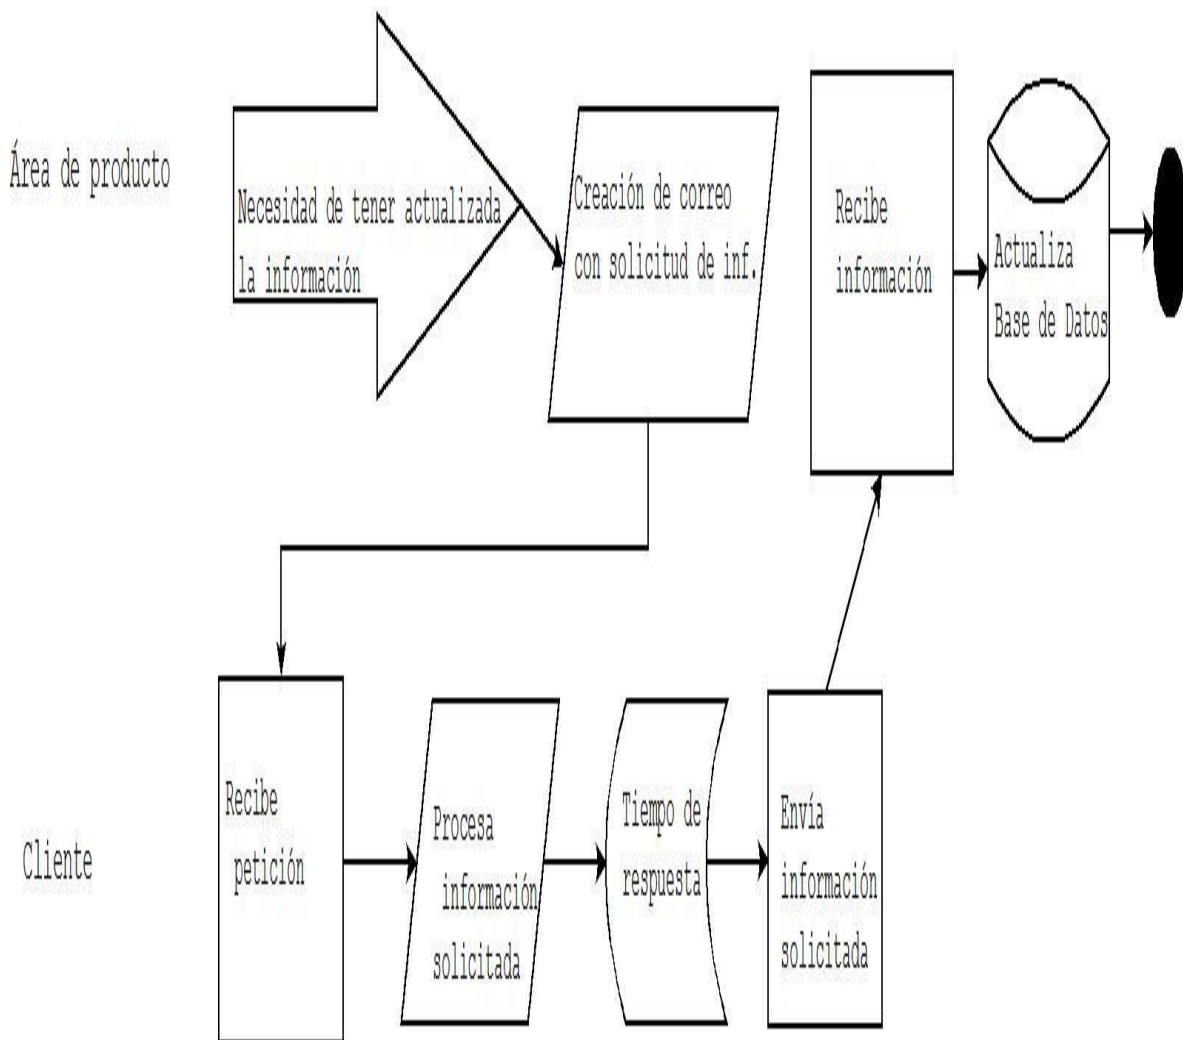 Área de producto
Necesidad de tener actualizada
la información
Creación de correo
con solicitud de inf.
Recibe
información
Actualiza
Base de Datos
Cliente
Recibe
petición
Procesa
información
solicitada
Tiempo de
respuesta
Envía
información
solicitada